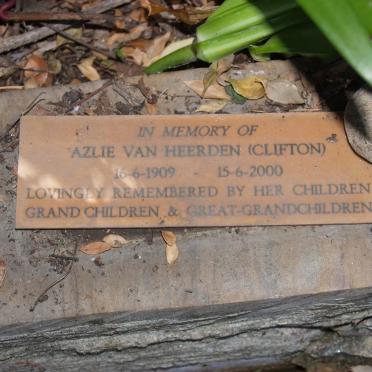 IN MEMORY OF
AZLIE VAN HEERDEN (CLIFTON)
16-6-1909 - 15-6-2000
LOVINGLY REMEMBERED BY HER CHILDREN
GRAND CHILDREN & GREAT-GRANDCHILDREN